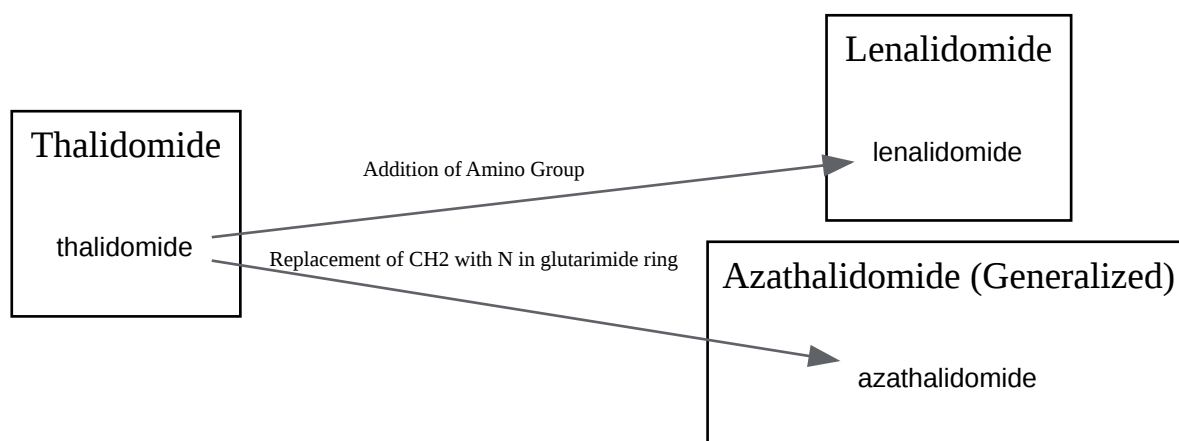 Thalidomide
thalidomide
Addition of Amino Group
Replacement of CH2 with N in glutarimide ring
Lenalidomide
lenalidomide
Azathalidomide (Generalized)
azathalidomide